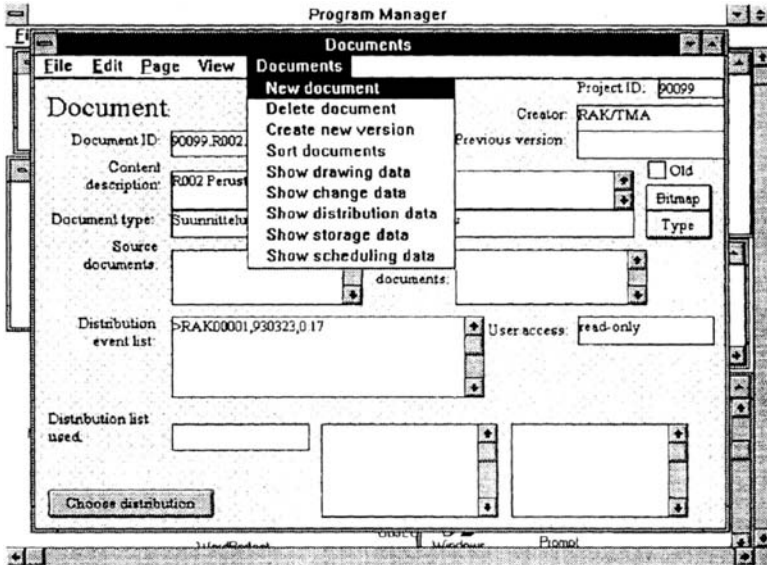 Program Manager
Documents
File Edit Page View Documents
New document
Delete document
Create new version
Sort documents
Show drawing data
Show change data
Show distribution data
Show storage data
Show scheduling data
Project ID: 90099
Document
Creator: RAK/TMA
Document ID: 90099.R002.
Previous version:
Content
description: R002 Perust
Old
Bitmap
Document type: Suunnittelu
Type
Source
documents:
documents:
Distribution
event list: >RAK00001,930323,0:17
User access: read-only
Distribution list
used:
Choose distribution
Windows Prompt